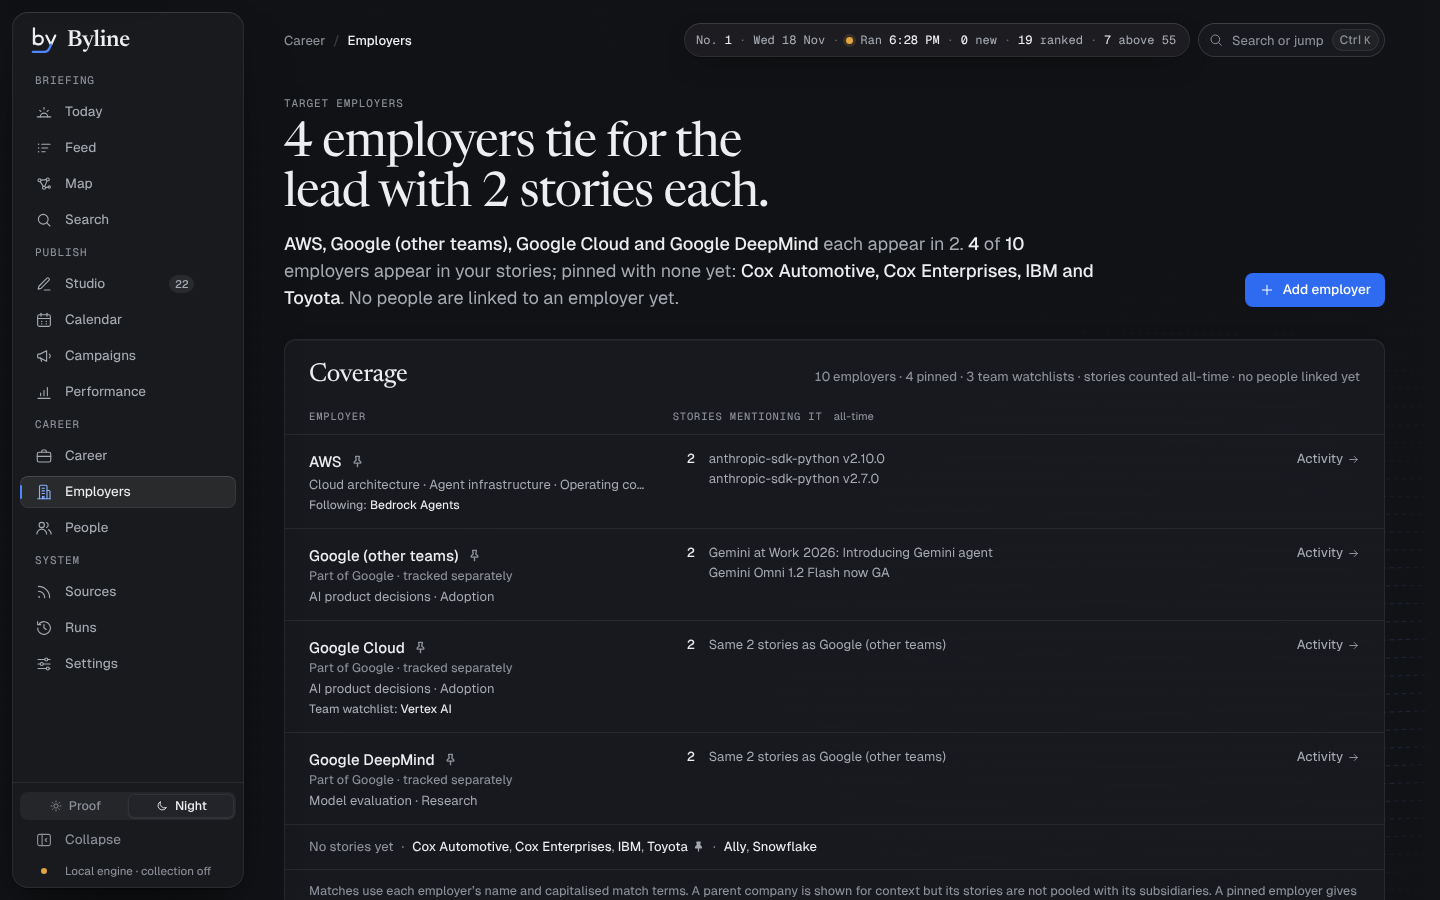 by Byline
BRIEFING
Today
Feed
Map
Search
PUBLISH
Studio 22
Calendar
Campaigns
Performance
CAREER
Career
Employers
People
SYSTEM
Sources
Runs
Settings
Proof Night
Collapse
Local engine · collection off
Career / Employers
No. 1 · Wed 18 Nov · Ran 6:28 PM · 0 new · 19 ranked · 7 above 55
Search or jump Ctrl K
TARGET EMPLOYERS
4 employers tie for the
lead with 2 stories each.
AWS, Google (other teams), Google Cloud and Google DeepMind each appear in 2. 4 of 10
employers appear in your stories; pinned with none yet: Cox Automotive, Cox Enterprises, IBM and
Toyota. No people are linked to an employer yet.
+ Add employer
Coverage
10 employers · 4 pinned · 3 team watchlists · stories counted all-time · no people linked yet
EMPLOYER STORIES MENTIONING IT all-time
AWS
Cloud architecture · Agent infrastructure · Operating co…
Following: Bedrock Agents
2 anthropic-sdk-python v2.10.0
anthropic-sdk-python v2.7.0
Activity →
Google (other teams)
Part of Google · tracked separately
AI product decisions · Adoption
2 Gemini at Work 2026: Introducing Gemini agent
Gemini Omni 1.2 Flash now GA
Activity →
Google Cloud
Part of Google · tracked separately
AI product decisions · Adoption
Team watchlist: Vertex AI
2 Same 2 stories as Google (other teams)
Activity →
Google DeepMind
Part of Google · tracked separately
Model evaluation · Research
2 Same 2 stories as Google (other teams)
Activity →
No stories yet · Cox Automotive, Cox Enterprises, IBM, Toyota · Ally, Snowflake
Matches use each employer's name and capitalised match terms. A parent company is shown for context but its stories are not pooled with its subsidiaries. A pinned employer gives